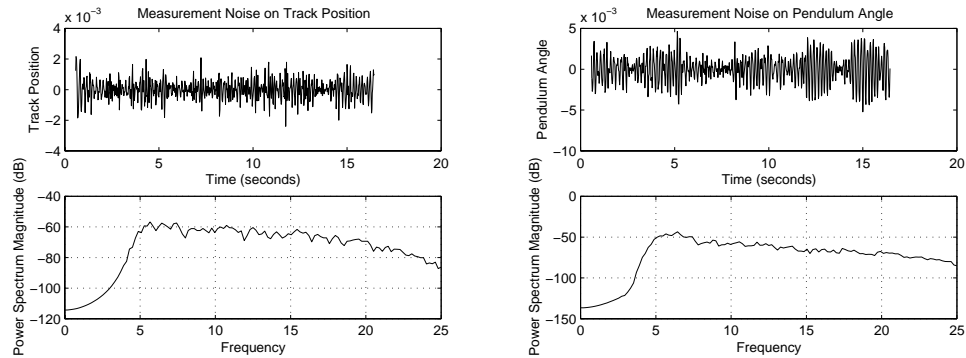 Measurement Noise on Track Position
x 10⁻³
4
2
0
−2
−4
Track Position
0 5 10 15 20
Time (seconds)
−40
−60
−80
−100
−120
Power Spectrum Magnitude (dB)
0 5 10 15 20 25
Frequency
Measurement Noise on Pendulum Angle
x 10⁻³
5
0
−5
−10
Pendulum Angle
0 5 10 15 20
Time (seconds)
0
−50
−100
−150
Power Spectrum Magnitude (dB)
0 5 10 15 20 25
Frequency